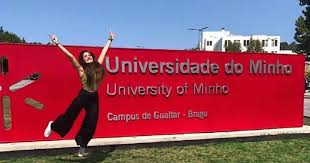 Universidade do Minho
University of Minho
Campus de Gualtar - Braga